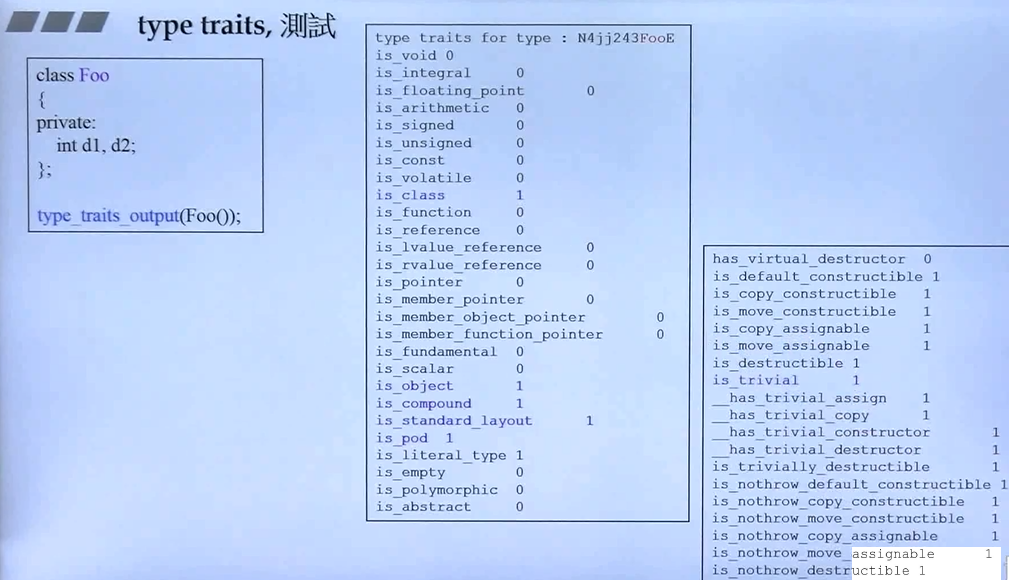 type traits, 測試
class Foo
{
private:
int d1, d2;
};
type_traits_output(Foo());
type traits for type : N4jj243FooE
is_void 0
is_integral 0
is_floating_point 0
is_arithmetic 0
is_signed 0
is_unsigned 0
is_const 0
is_volatile 0
is_class 1
is_function 0
is_reference 0
is_lvalue_reference 0
is_rvalue_reference 0
is_pointer 0
is_member_pointer 0
is_member_object_pointer 0
is_member_function_pointer 0
is_fundamental 0
is_scalar 0
is_object 1
is_compound 1
is_standard_layout 1
is_pod 1
is_literal_type 1
is_empty 0
is_polymorphic 0
is_abstract 0
has_virtual_destructor 0
is_default_constructible 1
is_copy_constructible 1
is_move_constructible 1
is_copy_assignable 1
is_move_assignable 1
is_destructible 1
is_trivial 1
__has_trivial_assign 1
__has_trivial_copy 1
__has_trivial_constructor 1
__has_trivial_destructor 1
is_trivially_destructible 1
is_nothrow_default_constructible 1
is_nothrow_copy_constructible 1
is_nothrow_move_constructible 1
is_nothrow_copy_assignable 1
is_nothrow_move_assignable 1
is_nothrow_destructible 1